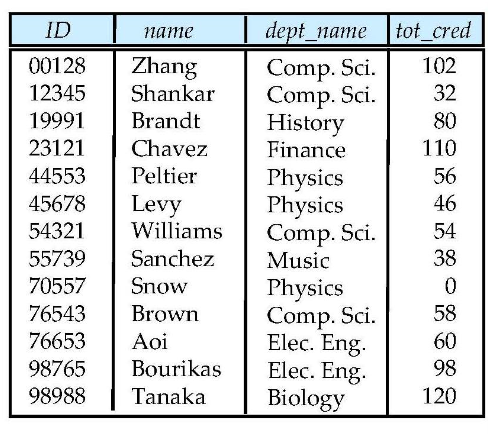 ID name dept_name tot_cred
00128 Zhang Comp. Sci. 102
12345 Shankar Comp. Sci. 32
19991 Brandt History 80
23121 Chavez Finance 110
44553 Peltier Physics 56
45678 Levy Physics 46
54321 Williams Comp. Sci. 54
55739 Sanchez Music 38
70557 Snow Physics 0
76543 Brown Comp. Sci. 58
76653 Aoi Elec. Eng. 60
98765 Bourikas Elec. Eng. 98
98988 Tanaka Biology 120